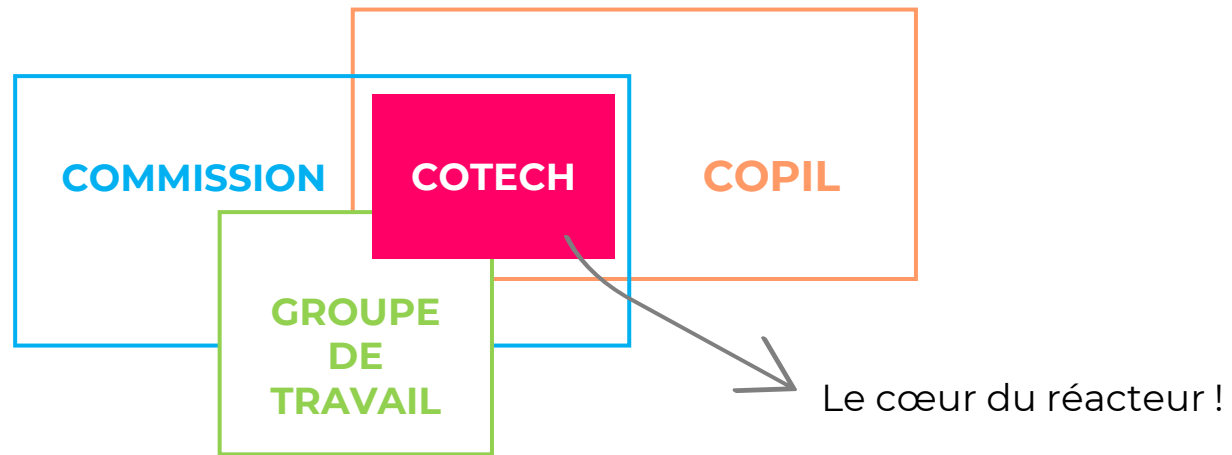 COMMISSION
COTECH
COPIL
GROUPE
DE
TRAVAIL
Le cœur du réacteur !